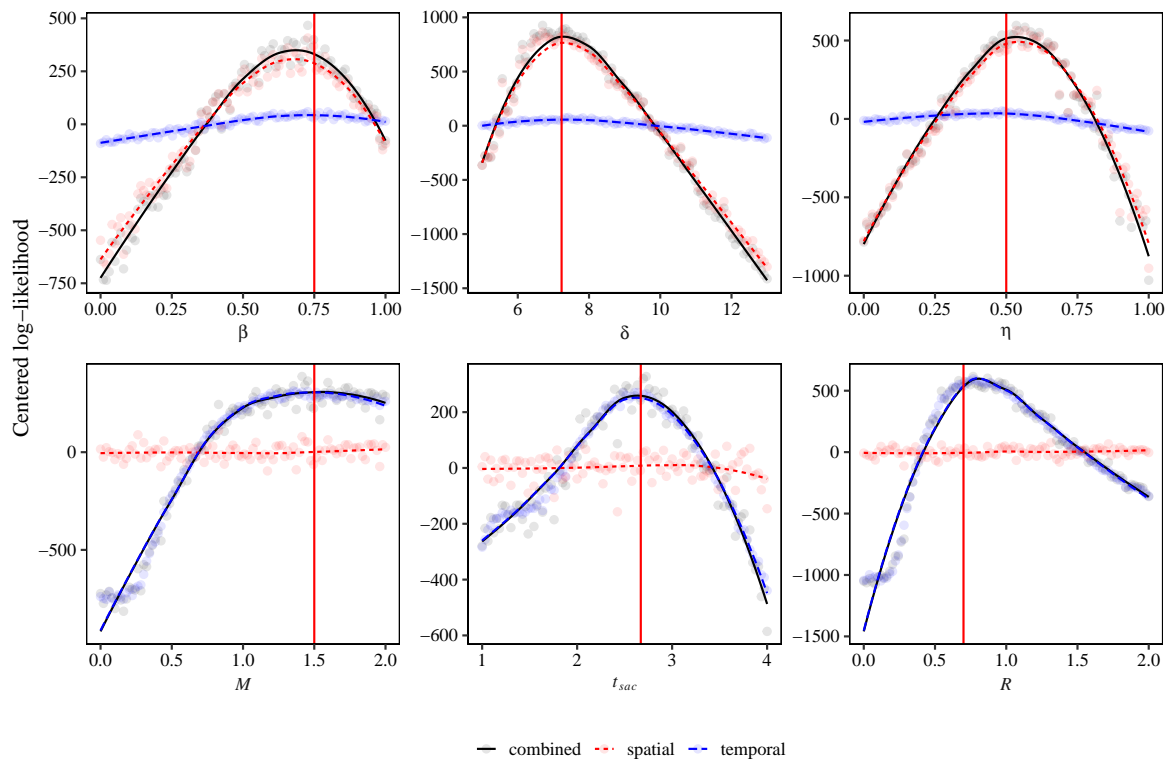 Centered log−likelihood
500
250
0
−250
−500
−750
0.00 0.25 0.50 0.75 1.00
β
1000
500
0
−500
−1000
−1500
6 8 10 12
δ
500
0
−500
−1000
0.00 0.25 0.50 0.75 1.00
η
0
−500
0.0 0.5 1.0 1.5 2.0
M
200
0
−200
−400
−600
1 2 3 4
t_sac
500
0
−500
−1000
−1500
0.0 0.5 1.0 1.5 2.0
R
combined spatial temporal